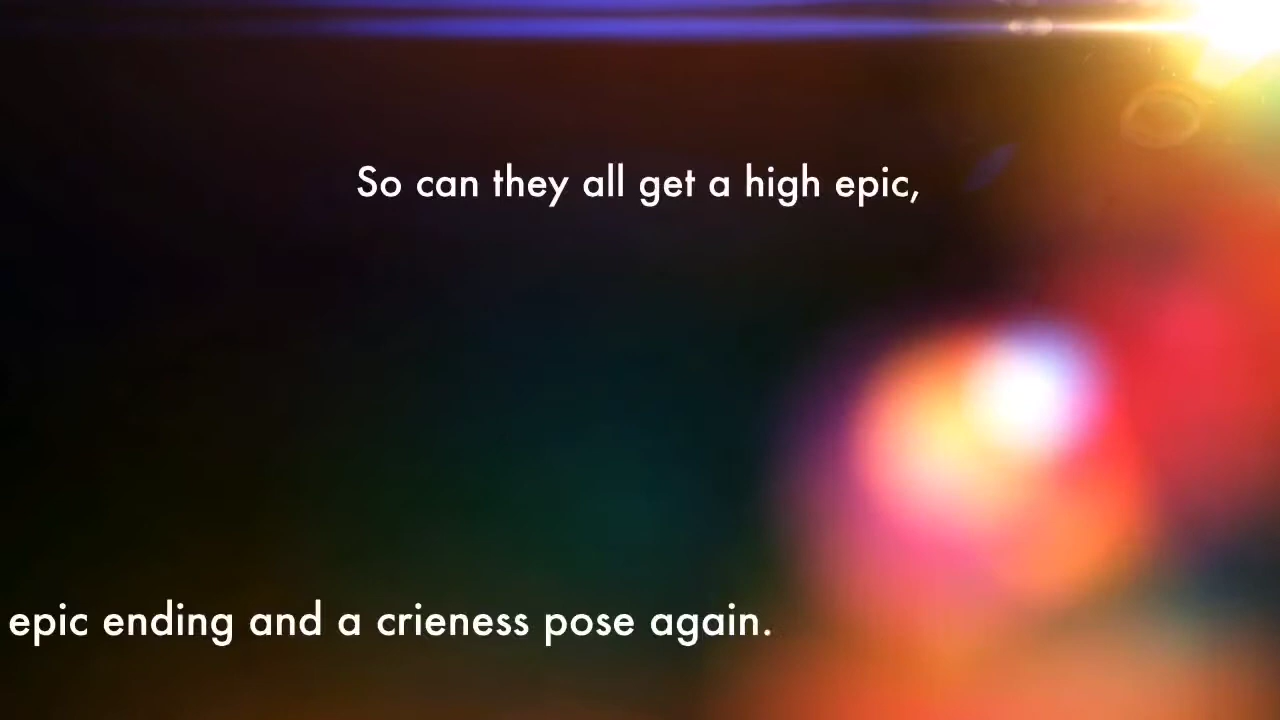 So can they all get a high epic,
epic ending and a crieness pose again.